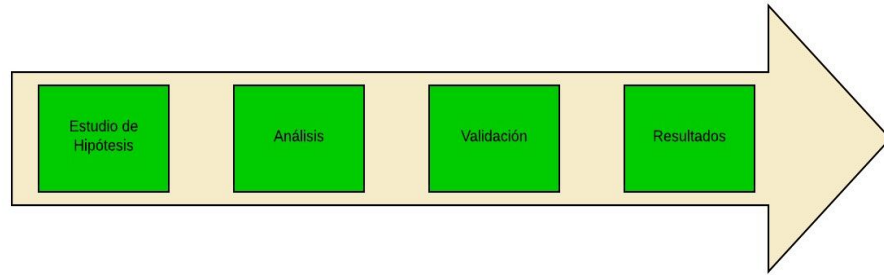 Estudio de
Hipótesis
Análisis
Validación
Resultados